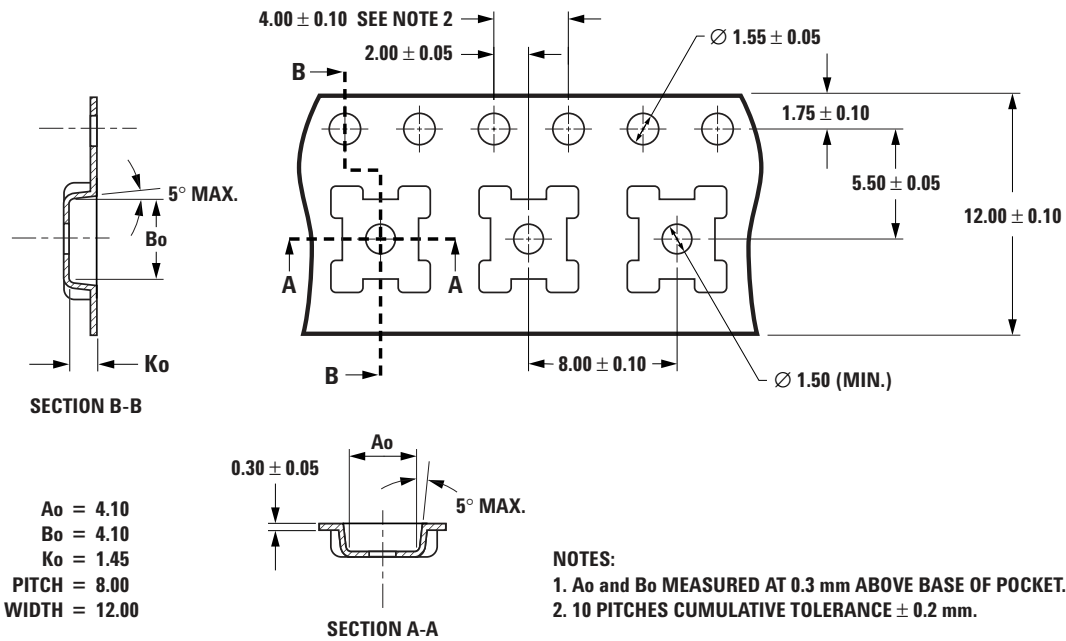 4.00 ± 0.10 SEE NOTE 2
2.00 ± 0.05
∅ 1.55 ± 0.05
B
1.75 ± 0.10
5.50 ± 0.05
12.00 ± 0.10
5° MAX.
Bo
A
A
Ko
B
8.00 ± 0.10
∅ 1.50 (MIN.)
SECTION B-B
Ao
0.30 ± 0.05
5° MAX.
Ao = 4.10
Bo = 4.10
Ko = 1.45
PITCH = 8.00
WIDTH = 12.00
SECTION A-A
NOTES:
1. Ao and Bo MEASURED AT 0.3 mm ABOVE BASE OF POCKET.
2. 10 PITCHES CUMULATIVE TOLERANCE ± 0.2 mm.